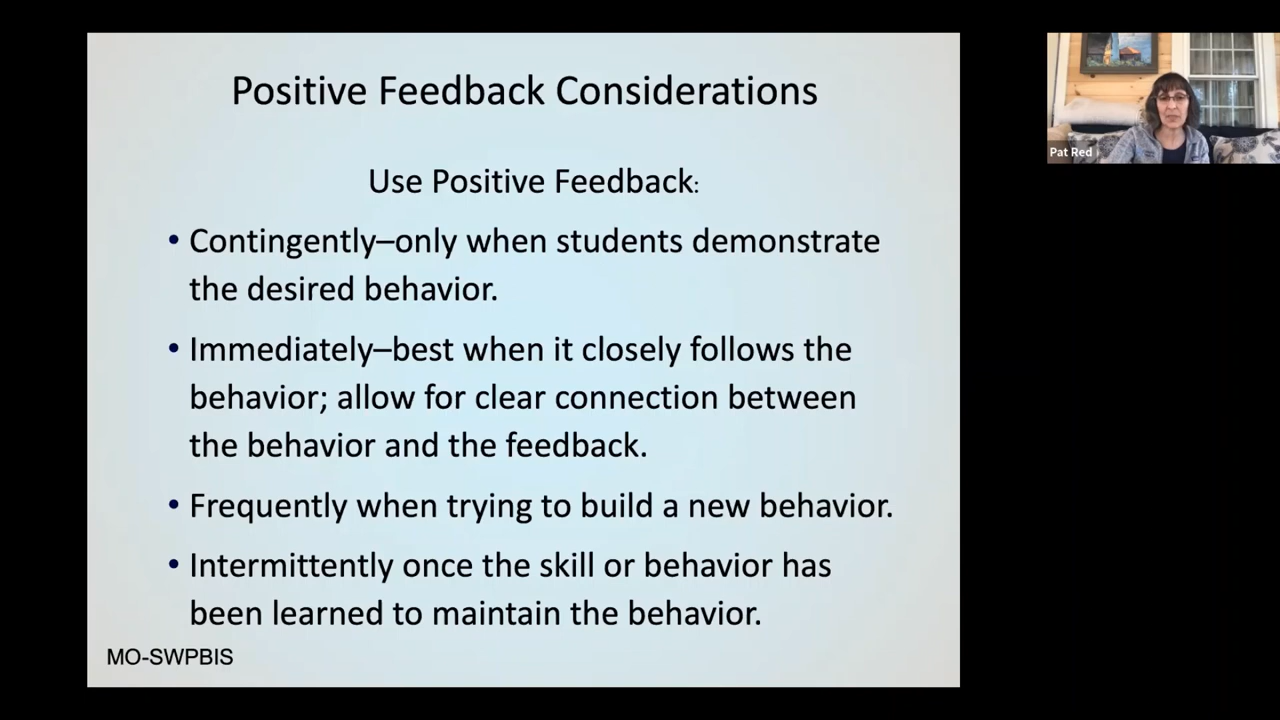 Positive Feedback Considerations
Use Positive Feedback:
• Contingently–only when students demonstrate
the desired behavior.
• Immediately–best when it closely follows the
behavior; allow for clear connection between
the behavior and the feedback.
• Frequently when trying to build a new behavior.
• Intermittently once the skill or behavior has
been learned to maintain the behavior.
MO-SWPBIS
Pat Red